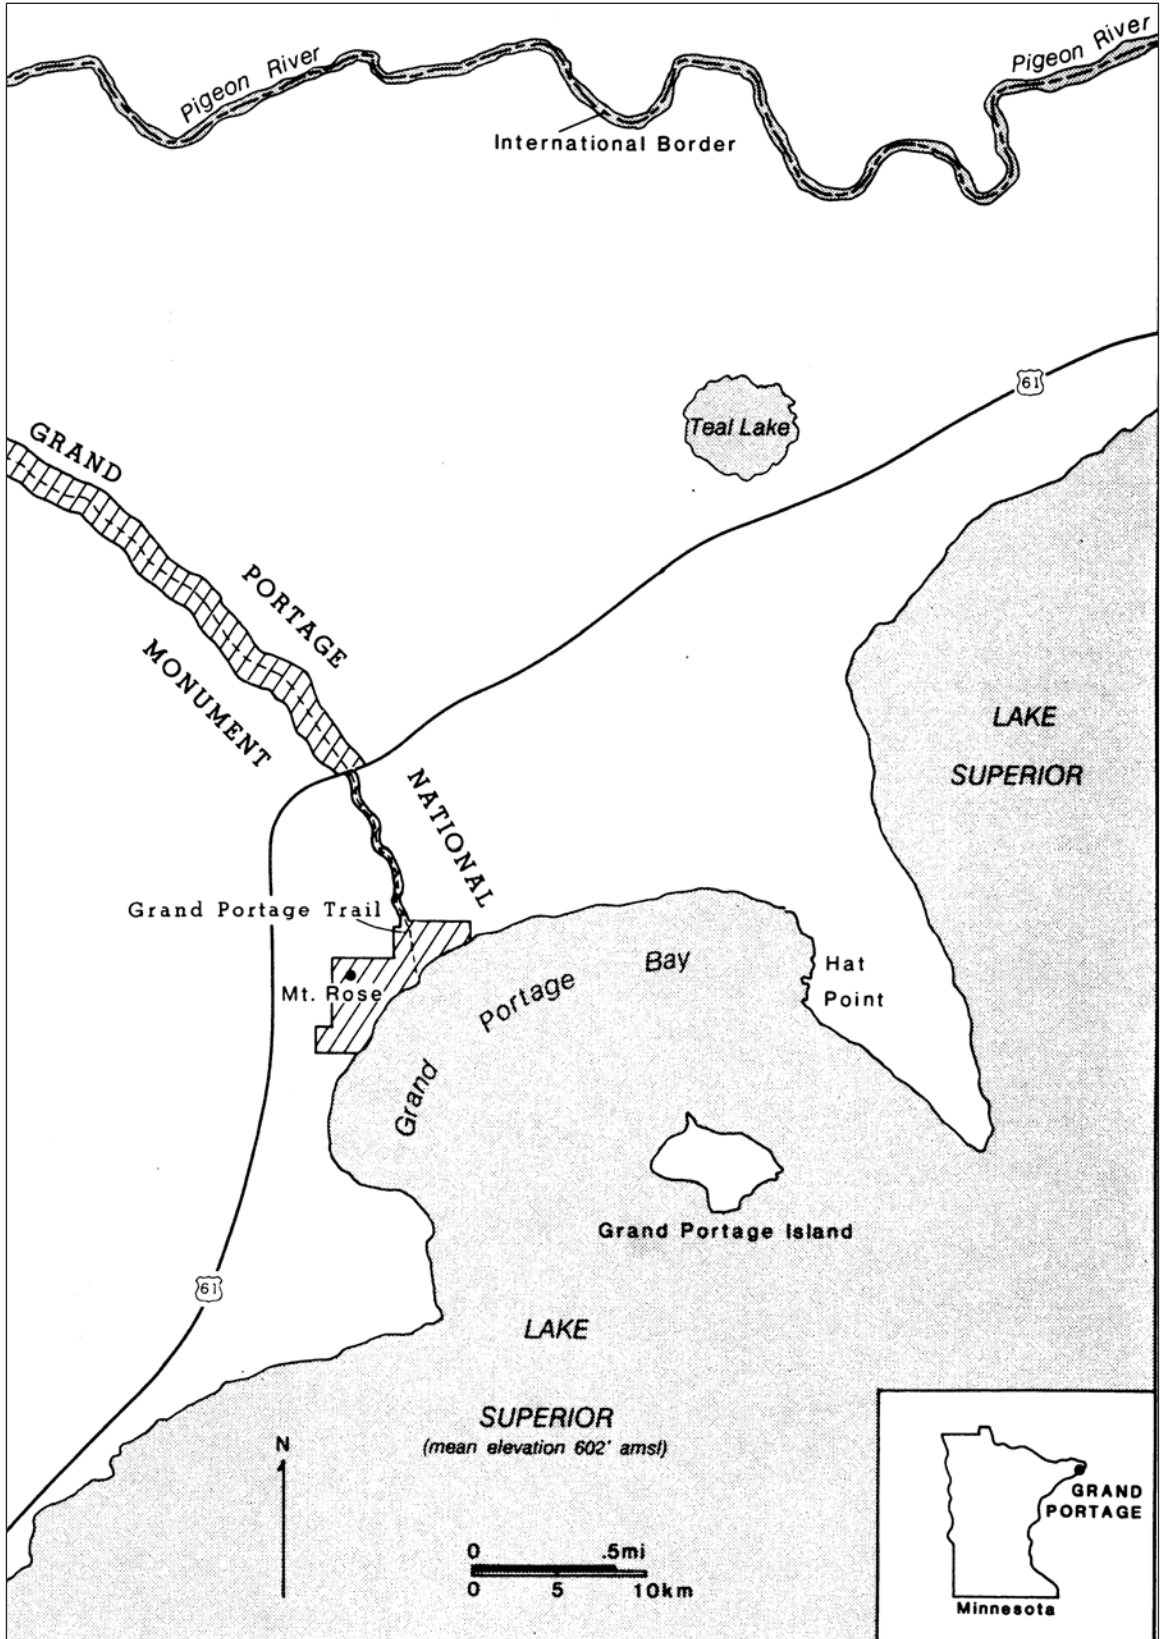 Pigeon River
Pigeon River
International Border
61
Teal Lake
GRAND
PORTAGE
MONUMENT
NATIONAL
LAKE
SUPERIOR
Grand Portage Trail
Mt. Rose
Grand Portage Bay
Hat
Point
Grand Portage Island
61
LAKE
SUPERIOR
(mean elevation 602' amsl)
N
0 .5mi
0 5 10km
GRAND
PORTAGE
Minnesota